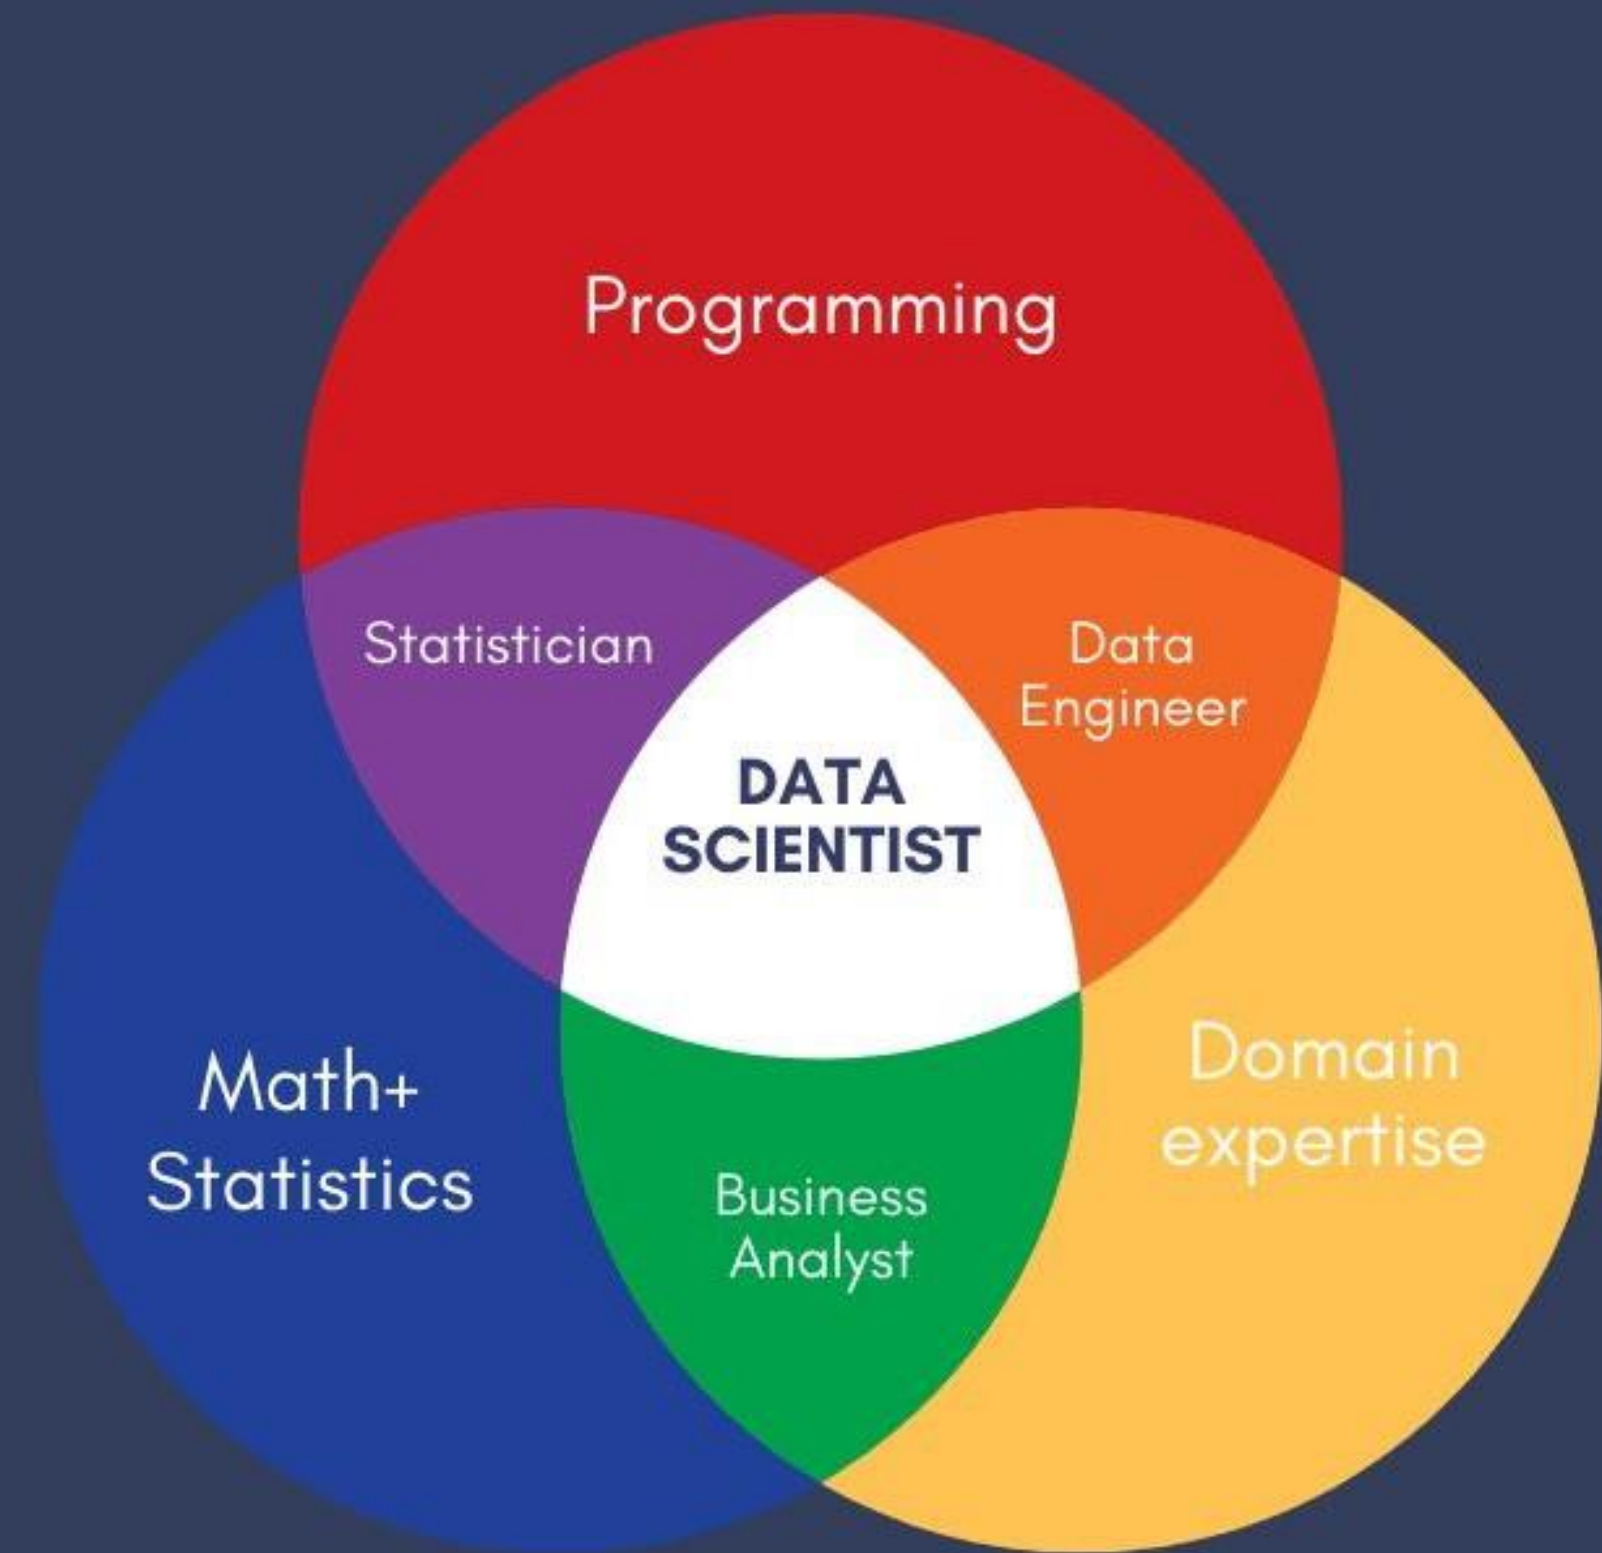 Programming
Statistician
Data
Engineer
DATA
SCIENTIST
Math+
Statistics
Domain
expertise
Business
Analyst